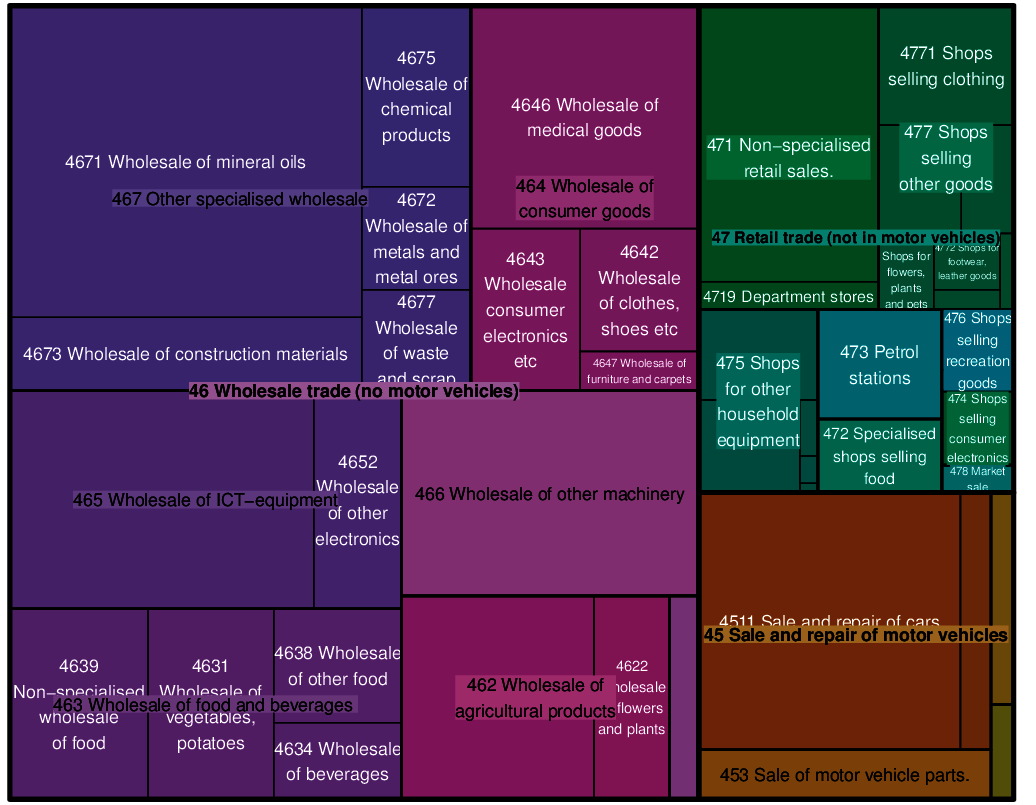 4671 Wholesale of mineral oils
467 Other specialised wholesale
4673 Wholesale of construction materials
4675
Wholesale of
chemical
products
4672
Wholesale of
metals and
metal ores
4677
Wholesale
of waste
and scrap
4646 Wholesale of
medical goods
464 Wholesale of
consumer goods
4643
Wholesale
consumer
electronics
etc
4642
Wholesale
of clothes,
shoes etc
4647 Wholesale of
furniture and carpets
46 Wholesale trade (no motor vehicles)
465 Wholesale of ICT−equipment
4652
Wholesale
of other
electronics
466 Wholesale of other machinery
4639
Non−specialised
wholesale
of food
4631
Wholesale of
vegetables,
potatoes
4638 Wholesale
of other food
463 Wholesale of food and beverages
4634 Wholesale
of beverages
462 Wholesale of
agricultural products
4622
Wholesale
flowers
and plants
471 Non−specialised
retail sales.
4719 Department stores
4771 Shops
selling clothing
477 Shops
selling
other goods
47 Retail trade (not in motor vehicles)
Shops for
flowers,
plants
and pets
4772 Shops for
footwear,
leather goods
475 Shops
for other
household
equipment
473 Petrol
stations
472 Specialised
shops selling
food
476 Shops
selling
recreation
goods
474 Shops
selling
consumer
electronics
478 Market
sale
4511 Sale and repair of cars
45 Sale and repair of motor vehicles
453 Sale of motor vehicle parts.